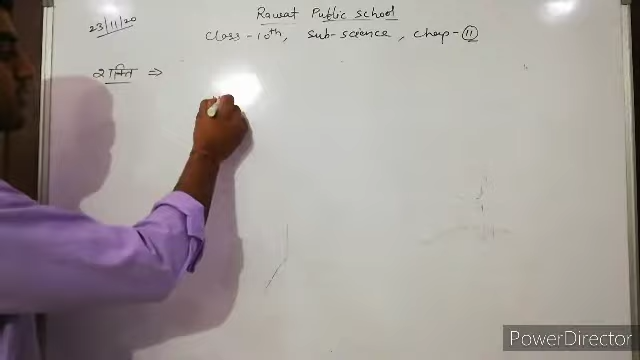 23/11/20
Rawat Public school
Class-10th, sub-science, chap-11
शक्ति ⇒
PowerDirector